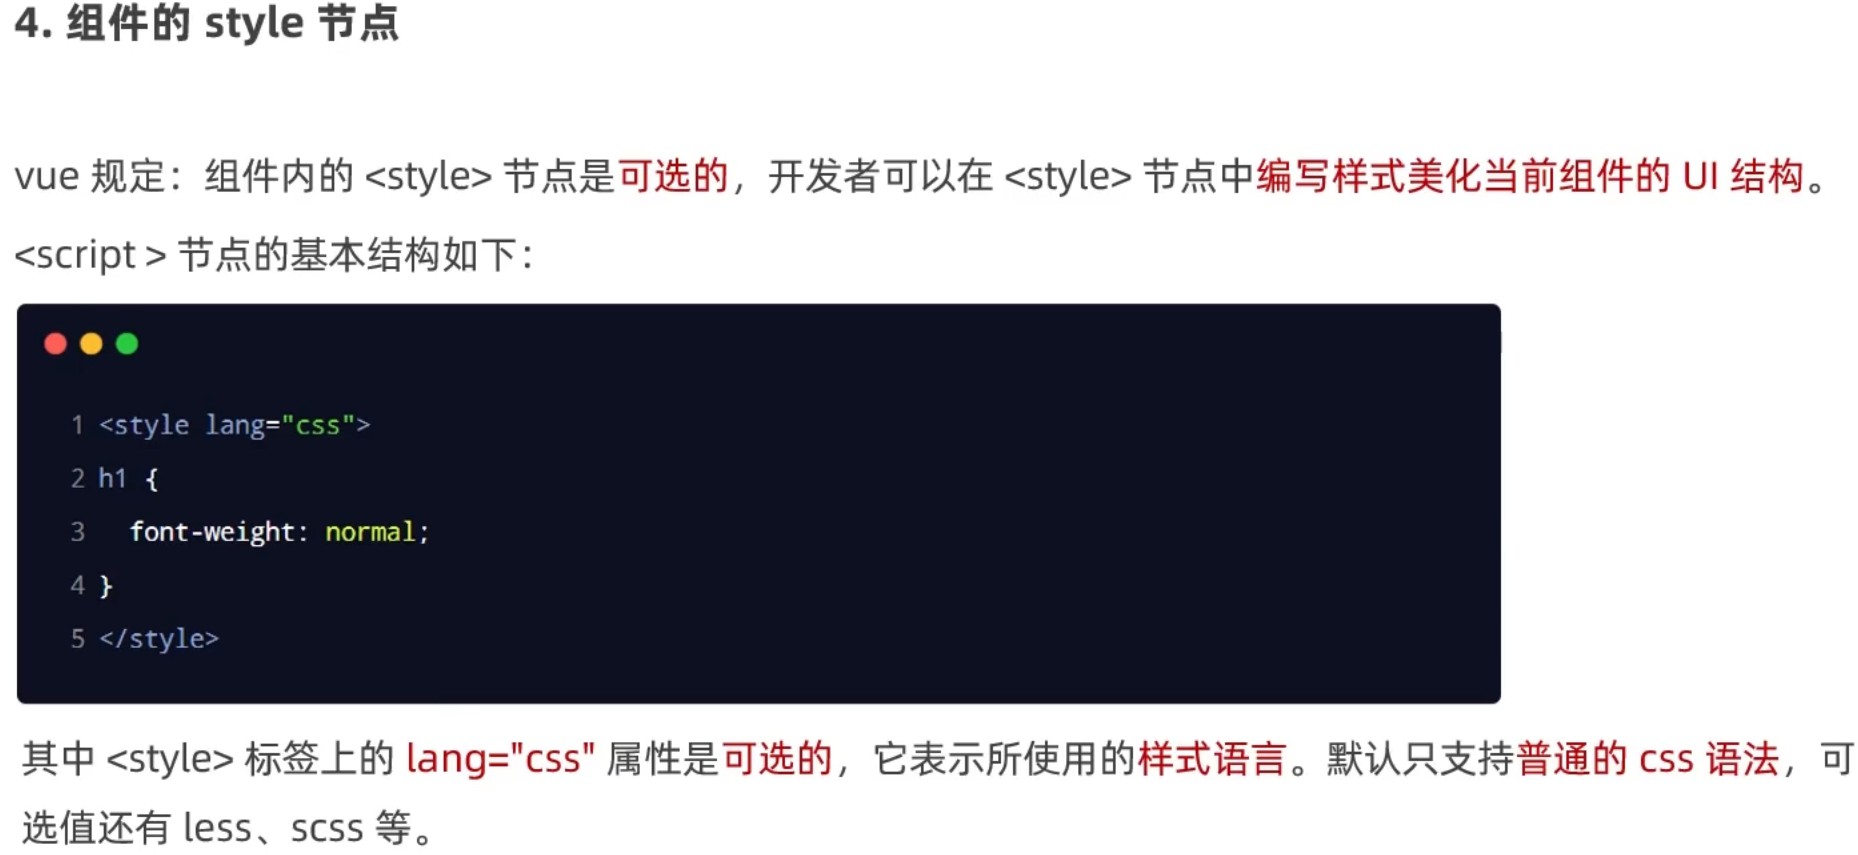 4. 组件的 style 节点
vue 规定：组件内的 <style> 节点是可选的，开发者可以在 <style> 节点中编写样式美化当前组件的 UI 结构。
<script > 节点的基本结构如下：
1 <style lang="css">
2 h1 {
3   font-weight: normal;
4 }
5 </style>
其中 <style> 标签上的 lang="css" 属性是可选的，它表示所使用的样式语言。默认只支持普通的 css 语法，可
选值还有 less、scss 等。